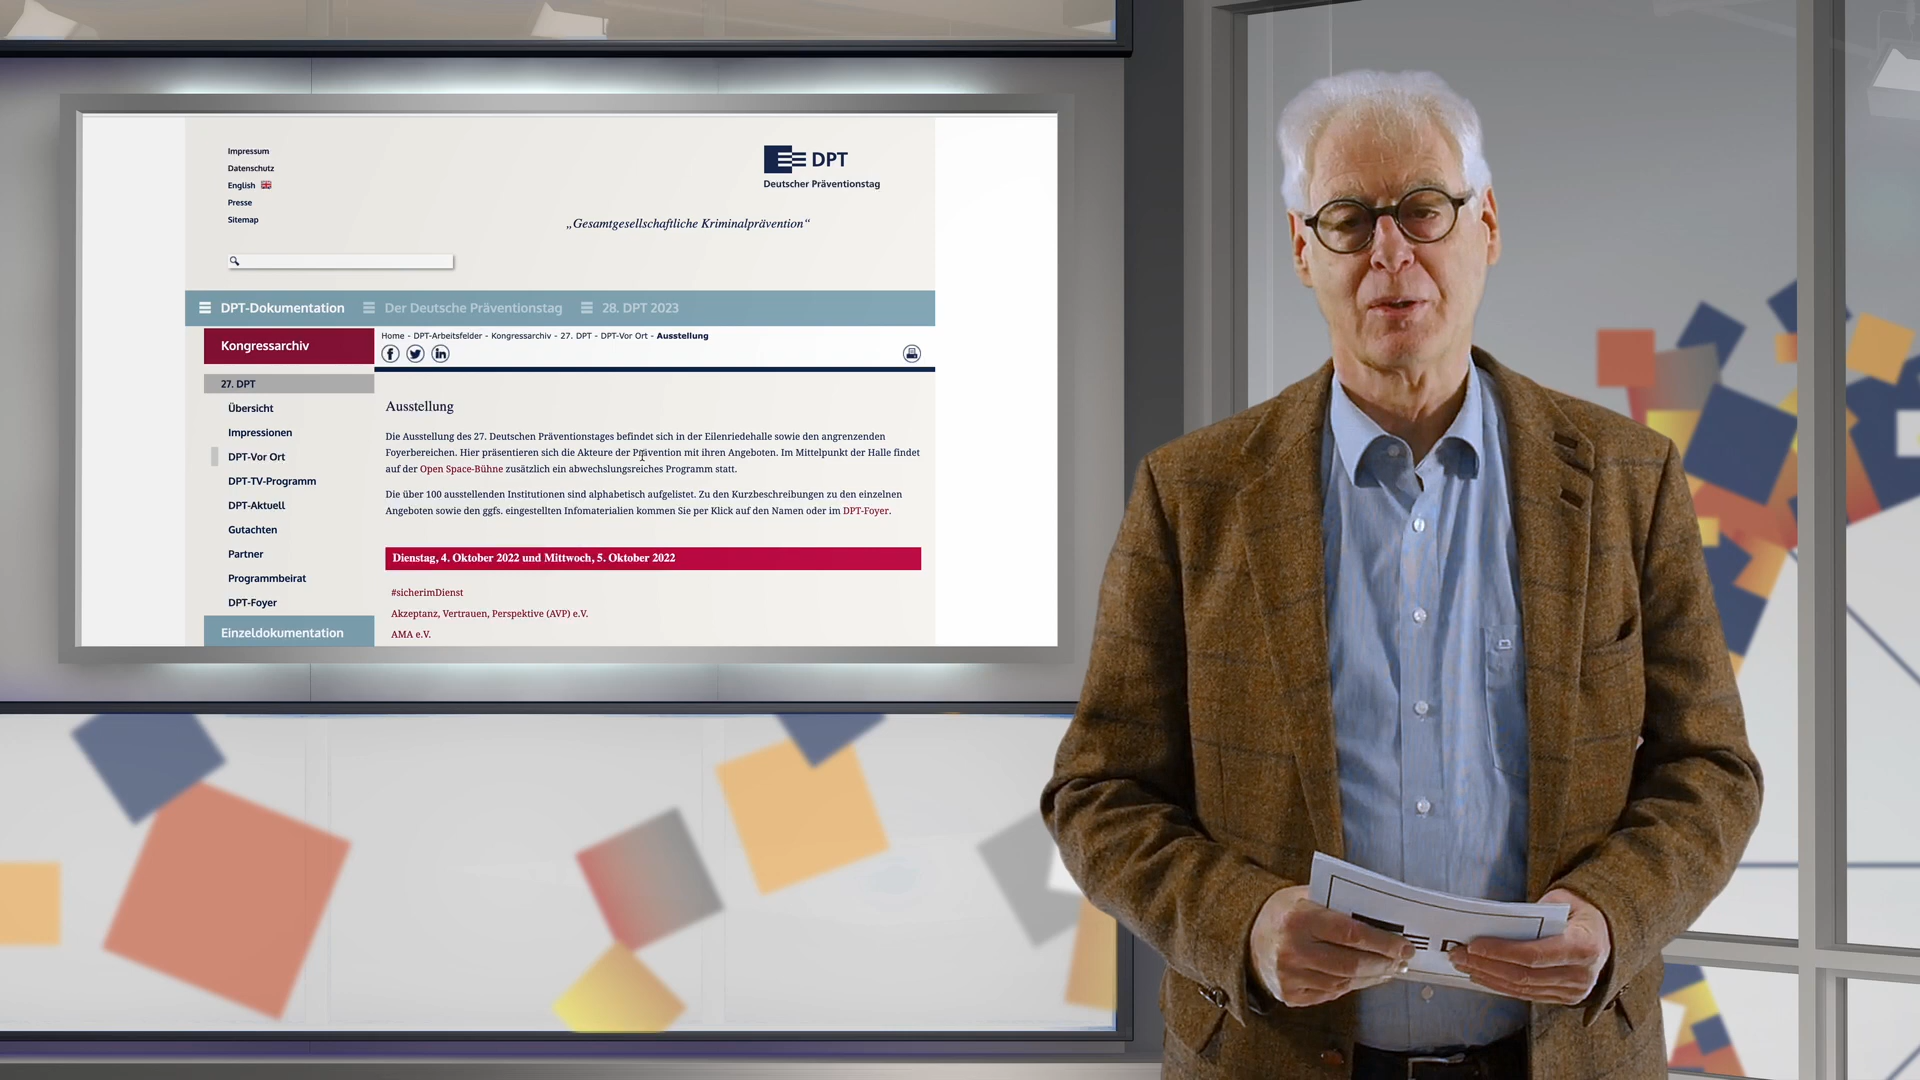 Impressum
Datenschutz
English
Presse
Sitemap
DPT
Deutscher Präventionstag
„Gesamtgesellschaftliche Kriminalprävention“
DPT-Dokumentation Der Deutsche Präventionstag 28. DPT 2023
Kongressarchiv
Home - DPT-Arbeitsfelder - Kongressarchiv - 27. DPT - DPT-Vor Ort - Ausstellung
27. DPT
Übersicht
Impressionen
DPT-Vor Ort
DPT-TV-Programm
DPT-Aktuell
Gutachten
Partner
Programmbeirat
DPT-Foyer
Einzeldokumentation
Ausstellung
Die Ausstellung des 27. Deutschen Präventionstages befindet sich in der Eilenriedehalle sowie den angrenzenden
Foyerbereichen. Hier präsentieren sich die Akteure der Prävention mit ihren Angeboten. Im Mittelpunkt der Halle findet
auf der Open Space-Bühne zusätzlich ein abwechslungsreiches Programm statt.
Die über 100 ausstellenden Institutionen sind alphabetisch aufgelistet. Zu den Kurzbeschreibungen zu den einzelnen
Angeboten sowie den ggfs. eingestellten Infomaterialien kommen Sie per Klick auf den Namen oder im DPT-Foyer.
Dienstag, 4. Oktober 2022 und Mittwoch, 5. Oktober 2022
#sicherimDienst
Akzeptanz, Vertrauen, Perspektive (AVP) e.V.
AMA e.V.